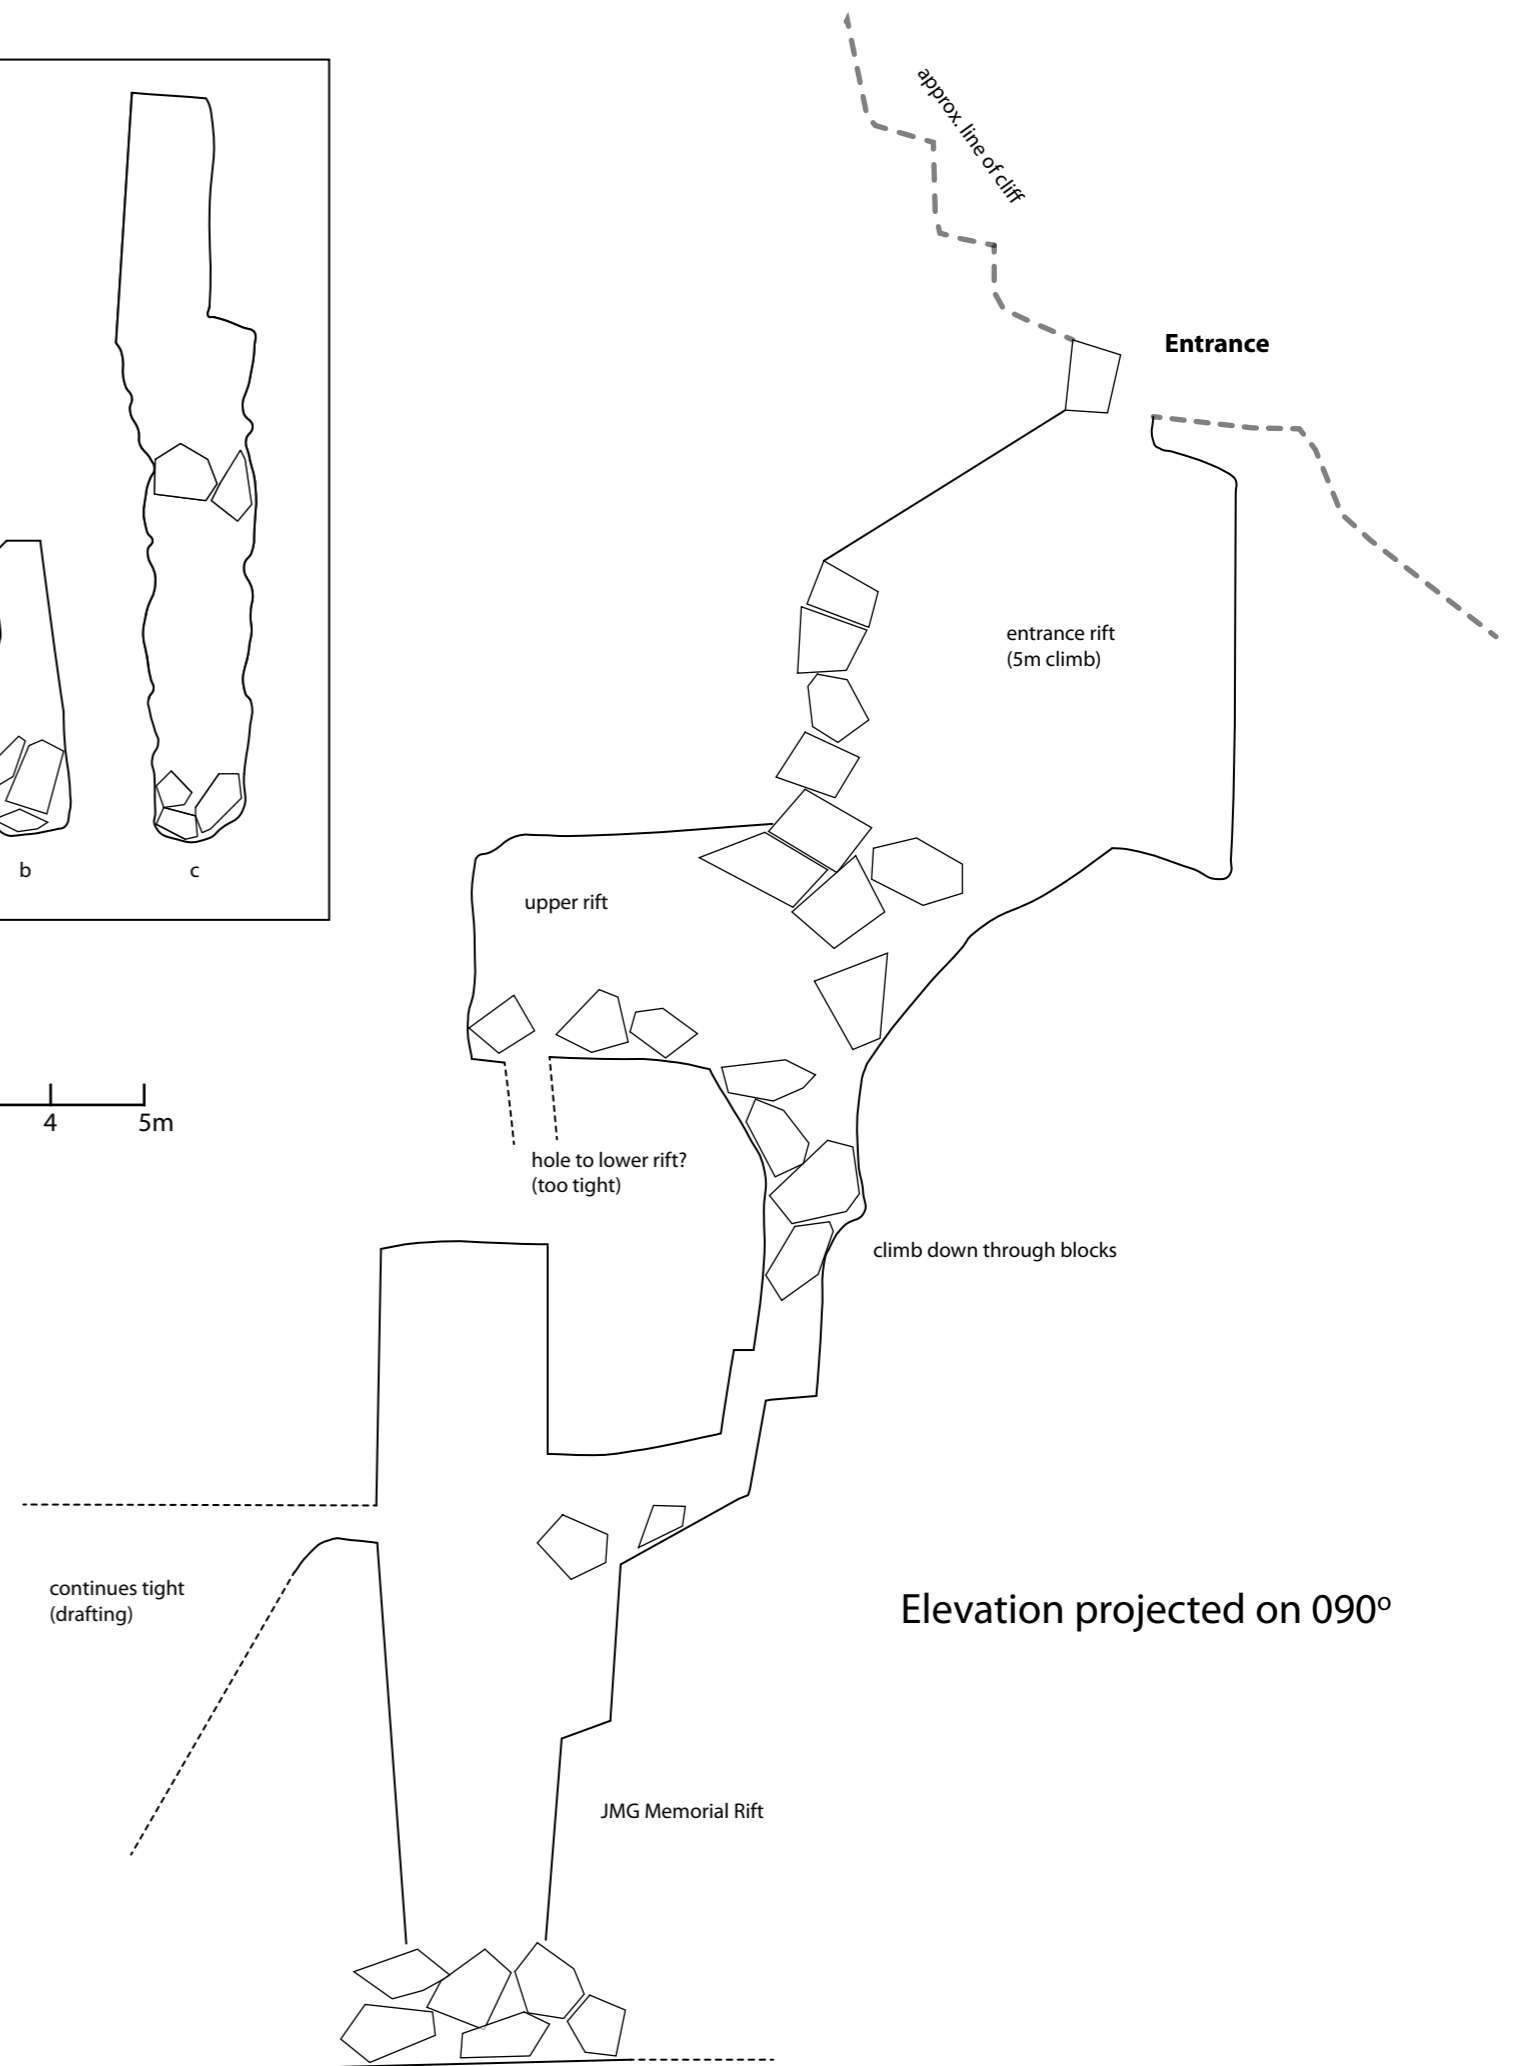 approx. line of cliff
Entrance
entrance rift
(5m climb)
b
c
upper rift
4
5m
hole to lower rift?
(too tight)
climb down through blocks
continues tight
(drafting)
Elevation projected on 090º
JMG Memorial Rift